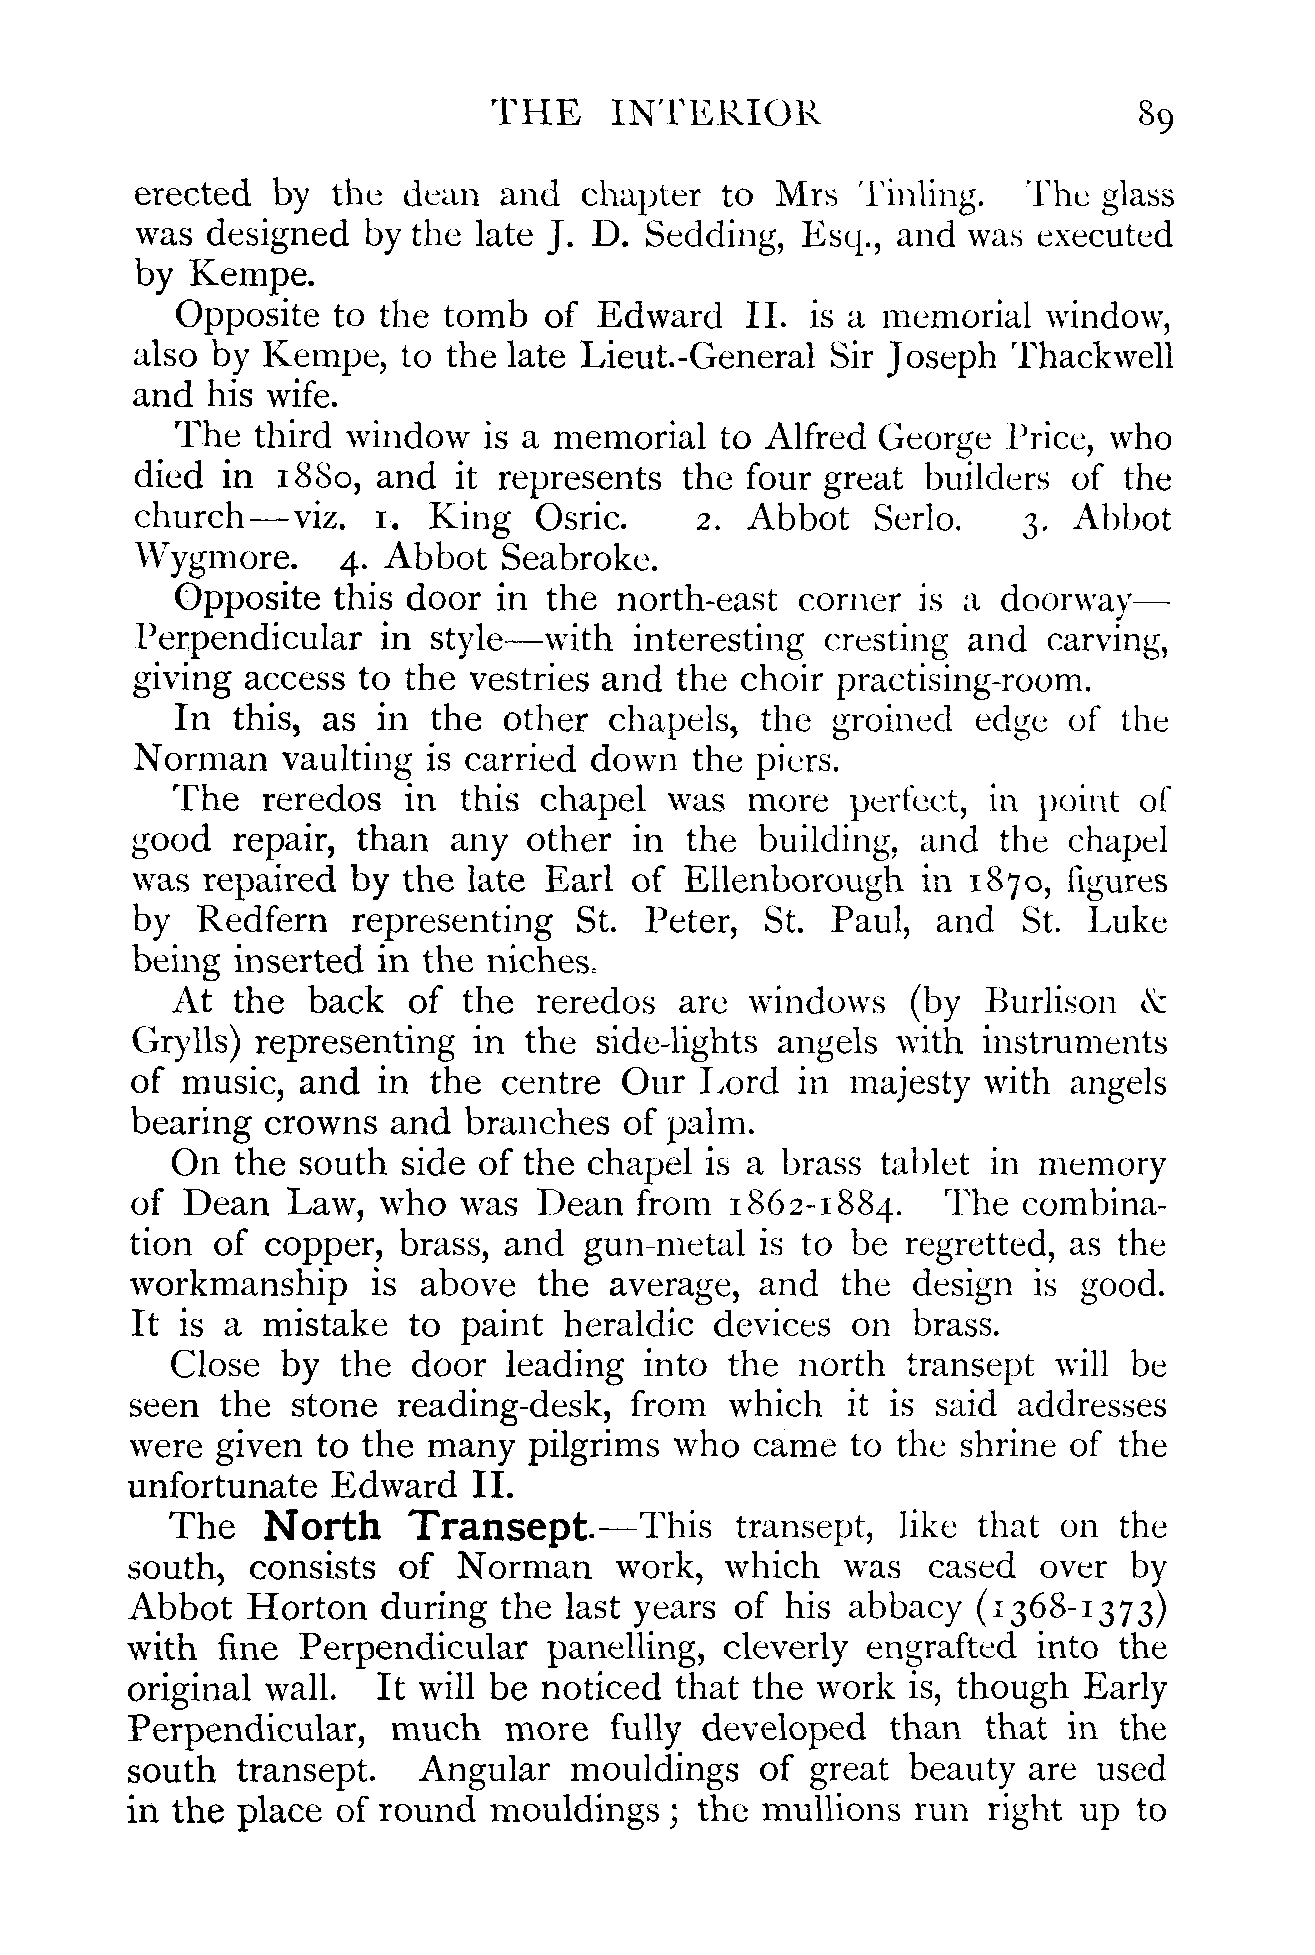 THE INTERIOR 89
erected by the dean and chapter to Mrs Tinling. The glass
was designed by the late J. D. Sedding, Esq., and was executed
by Kempe.
Opposite to the tomb of Edward II. is a memorial window,
also by Kempe, to the late Lieut.-General Sir Joseph Thackwell
and his wife.
The third window is a memorial to Alfred George Price, who
died in 1880, and it represents the four great builders of the
church—viz. 1. King Osric. 2. Abbot Serlo. 3. Abbot
Wygmore. 4. Abbot Seabroke.
Opposite this door in the north-east corner is a doorway—
Perpendicular in style—with interesting cresting and carving,
giving access to the vestries and the choir practising-room.
In this, as in the other chapels, the groined edge of the
Norman vaulting is carried down the piers.
The reredos in this chapel was more perfect, in point of
good repair, than any other in the building, and the chapel
was repaired by the late Earl of Ellenborough in 1870, figures
by Redfern representing St. Peter, St. Paul, and St. Luke
being inserted in the niches.
At the back of the reredos are windows (by Burlison &
Grylls) representing in the side-lights angels with instruments
of music, and in the centre Our Lord in majesty with angels
bearing crowns and branches of palm.
On the south side of the chapel is a brass tablet in memory
of Dean Law, who was Dean from 1862-1884. The combina-
tion of copper, brass, and gun-metal is to be regretted, as the
workmanship is above the average, and the design is good.
It is a mistake to paint heraldic devices on brass.
Close by the door leading into the north transept will be
seen the stone reading-desk, from which it is said addresses
were given to the many pilgrims who came to the shrine of the
unfortunate Edward II.
The North Transept.—This transept, like that on the
south, consists of Norman work, which was cased over by
Abbot Horton during the last years of his abbacy (1368-1373)
with fine Perpendicular panelling, cleverly engrafted into the
original wall. It will be noticed that the work is, though Early
Perpendicular, much more fully developed than that in the
south transept. Angular mouldings of great beauty are used
in the place of round mouldings; the mullions run right up to